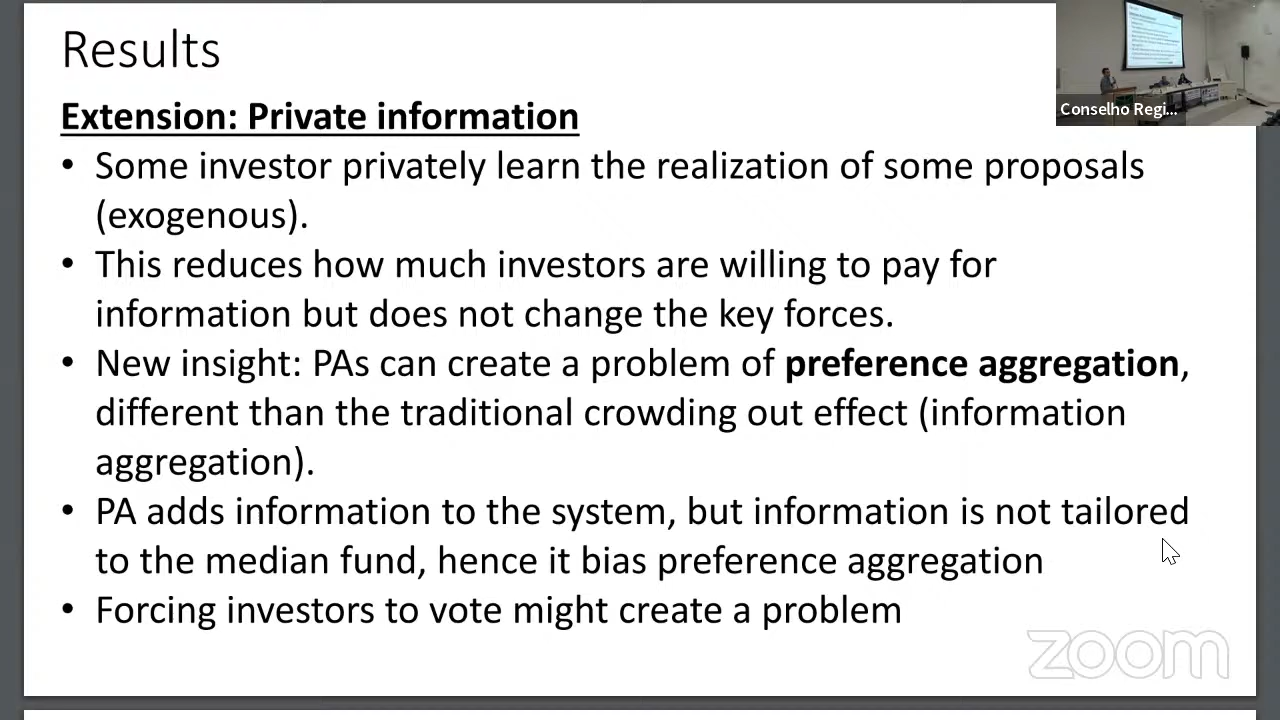 Results
Conselho Regi...
Extension: Private information
• Some investor privately learn the realization of some proposals
(exogenous).
• This reduces how much investors are willing to pay for
information but does not change the key forces.
• New insight: PAs can create a problem of preference aggregation,
different than the traditional crowding out effect (information
aggregation).
• PA adds information to the system, but information is not tailored
to the median fund, hence it bias preference aggregation
• Forcing investors to vote might create a problem
zoom